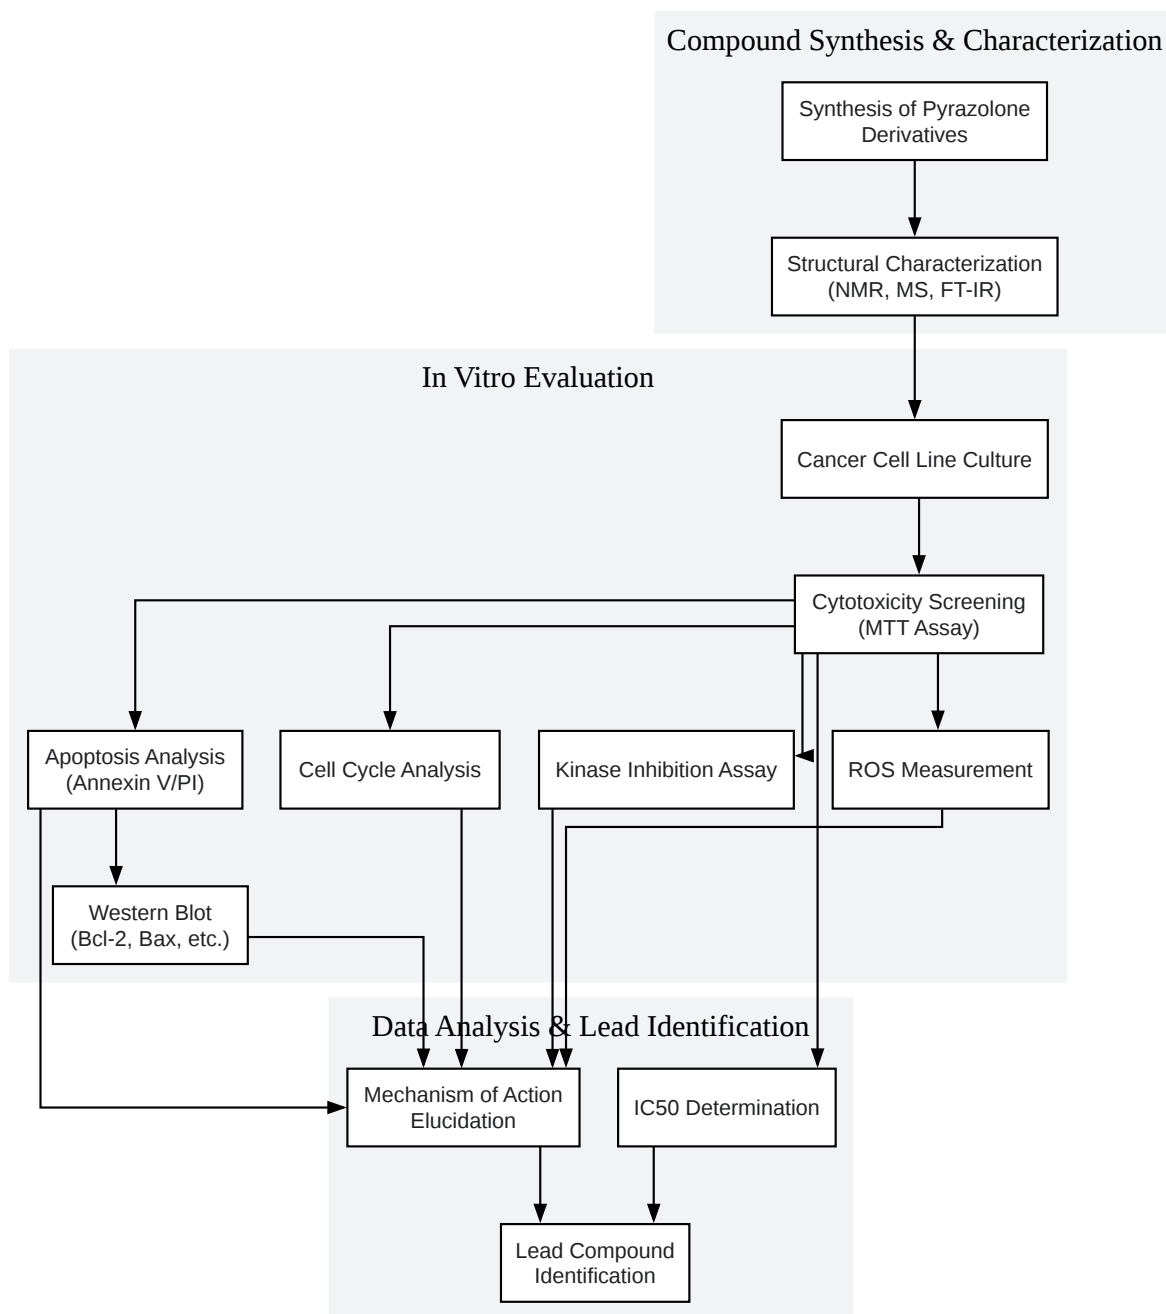 Compound Synthesis & Characterization
Synthesis of Pyrazolone
Derivatives
Structural Characterization
(NMR, MS, FT-IR)
In Vitro Evaluation
Cancer Cell Line Culture
Cytotoxicity Screening
(MTT Assay)
Apoptosis Analysis
(Annexin V/PI)
Cell Cycle Analysis
Kinase Inhibition Assay
ROS Measurement
Western Blot
(Bcl-2, Bax, etc.)
Data Analysis & Lead Identification
Mechanism of Action
Elucidation
IC50 Determination
Lead Compound
Identification